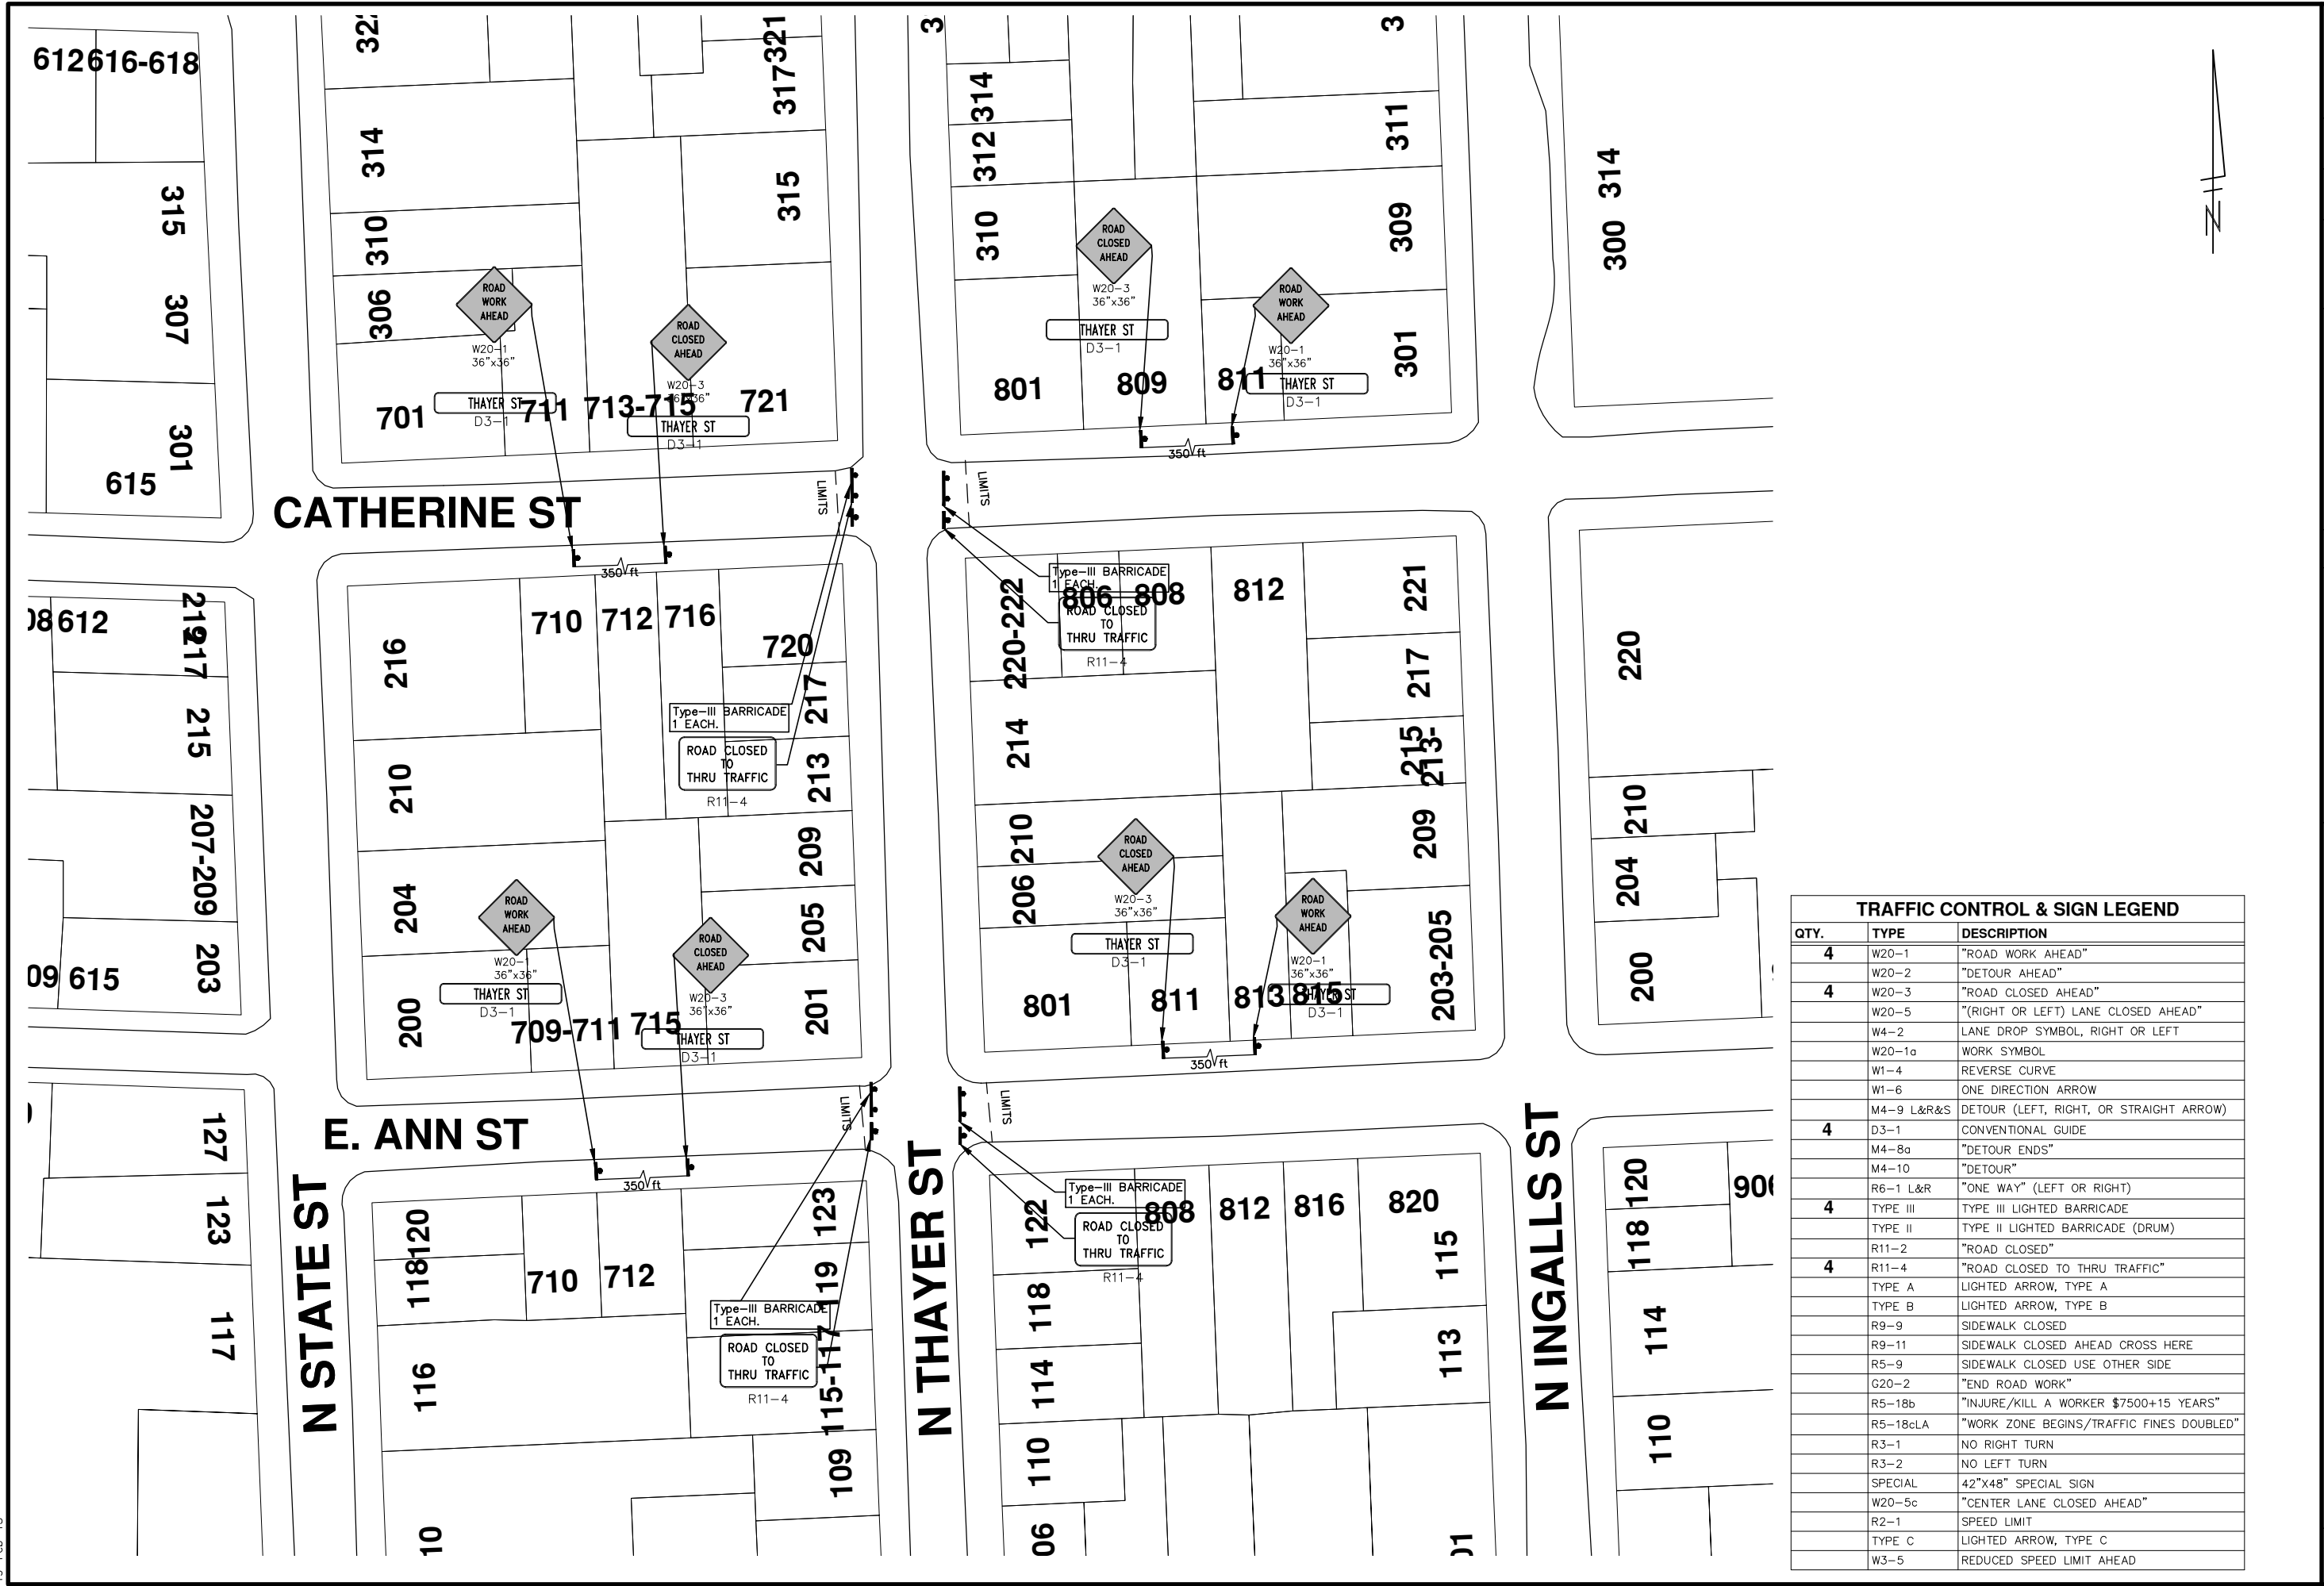 612
616-618
322
317
321
3
3
314
314
312
311
314
315
315
310
310
309
300
306
307
301
301
ROAD
WORK
AHEAD
W20-1
36"x36"
THAYER ST
D3-1
ROAD
CLOSED
AHEAD
W20-3
36"x36"
THAYER ST
D3-1
ROAD
CLOSED
AHEAD
W20-3
36"x36"
THAYER ST
D3-1
ROAD
WORK
AHEAD
W20-1
36"x36"
THAYER ST
D3-1
701
711
713-715
721
801
809
811
615
350 ft
LIMITS
LIMITS
CATHERINE ST
350 ft
612
219
217
215
207-209
203
615
216
710
712
716
720
217
Type-III BARRICADE
1 EACH.
ROAD CLOSED
TO
THRU TRAFFIC
R11-4
210
213
209
204
205
200
201
Type-III BARRICADE
1 EACH.
ROAD CLOSED
TO
THRU TRAFFIC
R11-4
220-222
806
808
812
221
217
214
215
213-
210
209
206
203-205
220
210
204
200
ROAD
WORK
AHEAD
W20-1
36"x36"
THAYER ST
D3-1
709-711
ROAD
CLOSED
AHEAD
W20-3
36"x36"
715
THAYER ST
D3-1
ROAD
CLOSED
AHEAD
W20-3
36"x36"
THAYER ST
D3-1
ROAD
WORK
AHEAD
W20-1
36"x36"
THAYER ST
D3-1
801
811
813
815
350 ft
LIMITS
LIMITS
E. ANN ST
350 ft
127
123
117
N STATE ST
120
118
116
10
710
712
123
119
115-117
109
Type-III BARRICADE
1 EACH.
ROAD CLOSED
TO
THRU TRAFFIC
R11-4
N THAYER ST
122
118
114
110
06
Type-III BARRICADE
1 EACH.
ROAD CLOSED
TO
THRU TRAFFIC
R11-4
808
812
816
820
115
113
01
N INGALLS ST
120
118
114
110
906
N
TRAFFIC CONTROL & SIGN LEGEND
QTY. TYPE DESCRIPTION
4 W20-1 "ROAD WORK AHEAD"
W20-2 "DETOUR AHEAD"
4 W20-3 "ROAD CLOSED AHEAD"
W20-5 "(RIGHT OR LEFT) LANE CLOSED AHEAD"
W4-2 LANE DROP SYMBOL, RIGHT OR LEFT
W20-1a WORK SYMBOL
W1-4 REVERSE CURVE
W1-6 ONE DIRECTION ARROW
M4-9 L&R&S DETOUR (LEFT, RIGHT, OR STRAIGHT ARROW)
4 D3-1 CONVENTIONAL GUIDE
M4-8a "DETOUR ENDS"
M4-10 "DETOUR"
R6-1 L&R "ONE WAY" (LEFT OR RIGHT)
4 TYPE III TYPE III LIGHTED BARRICADE
TYPE II TYPE II LIGHTED BARRICADE (DRUM)
R11-2 "ROAD CLOSED"
4 R11-4 "ROAD CLOSED TO THRU TRAFFIC"
TYPE A LIGHTED ARROW, TYPE A
TYPE B LIGHTED ARROW, TYPE B
R9-9 SIDEWALK CLOSED
R9-11 SIDEWALK CLOSED AHEAD CROSS HERE
R5-9 SIDEWALK CLOSED USE OTHER SIDE
G20-2 "END ROAD WORK"
R5-18b "INJURE/KILL A WORKER $7500+15 YEARS"
R5-18cLA "WORK ZONE BEGINS/TRAFFIC FINES DOUBLED"
R3-1 NO RIGHT TURN
R3-2 NO LEFT TURN
SPECIAL 42"X48" SPECIAL SIGN
W20-5c "CENTER LANE CLOSED AHEAD"
R2-1 SPEED LIMIT
TYPE C LIGHTED ARROW, TYPE C
W3-5 REDUCED SPEED LIMIT AHEAD